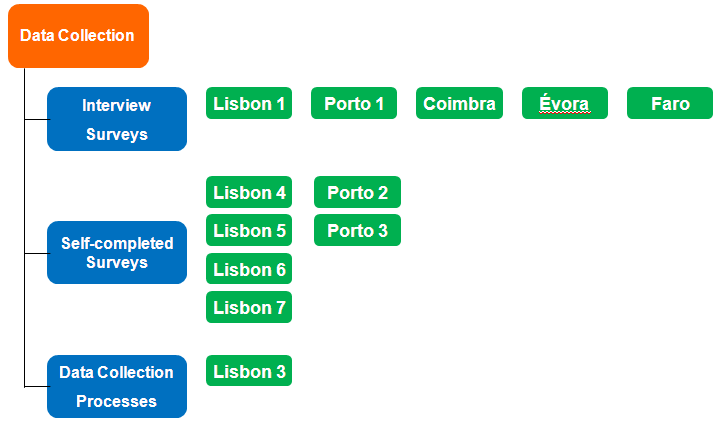 Data Collection
Interview
Surveys
Lisbon 1
Porto 1
Coimbra
Évora
Faro
Self-completed
Surveys
Lisbon 4
Porto 2
Lisbon 5
Porto 3
Lisbon 6
Lisbon 7
Data Collection
Processes
Lisbon 3